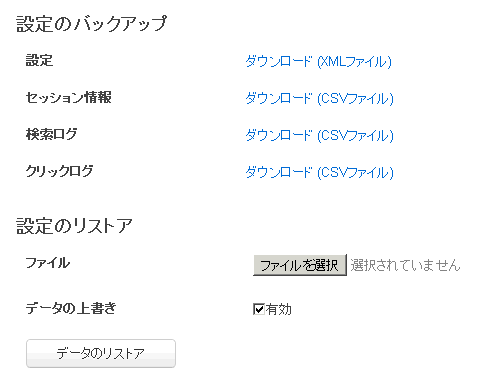 設定のバックアップ
設定 ダウンロード (XMLファイル)
セッション情報 ダウンロード (CSVファイル)
検索ログ ダウンロード (CSVファイル)
クリックログ ダウンロード (CSVファイル)
設定のリストア
ファイル ファイルを選択 選択されていません
データの上書き 有効
データのリストア